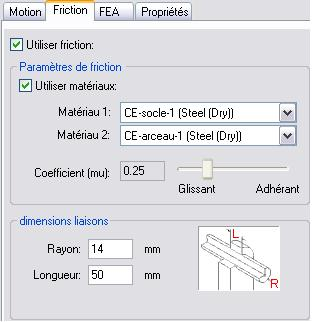 Motion Friction FEA Propriétés
Utiliser friction:
Paramètres de friction
Utiliser matériaux:
Matériau 1: CE-socle-1 (Steel (Dry))
Matériau 2: CE-arceau-1 (Steel (Dry))
Coefficient (mu): 0.25
Glissant Adhérant
dimensions liaisons
Rayon: 14 mm
Longueur: 50 mm
L
R